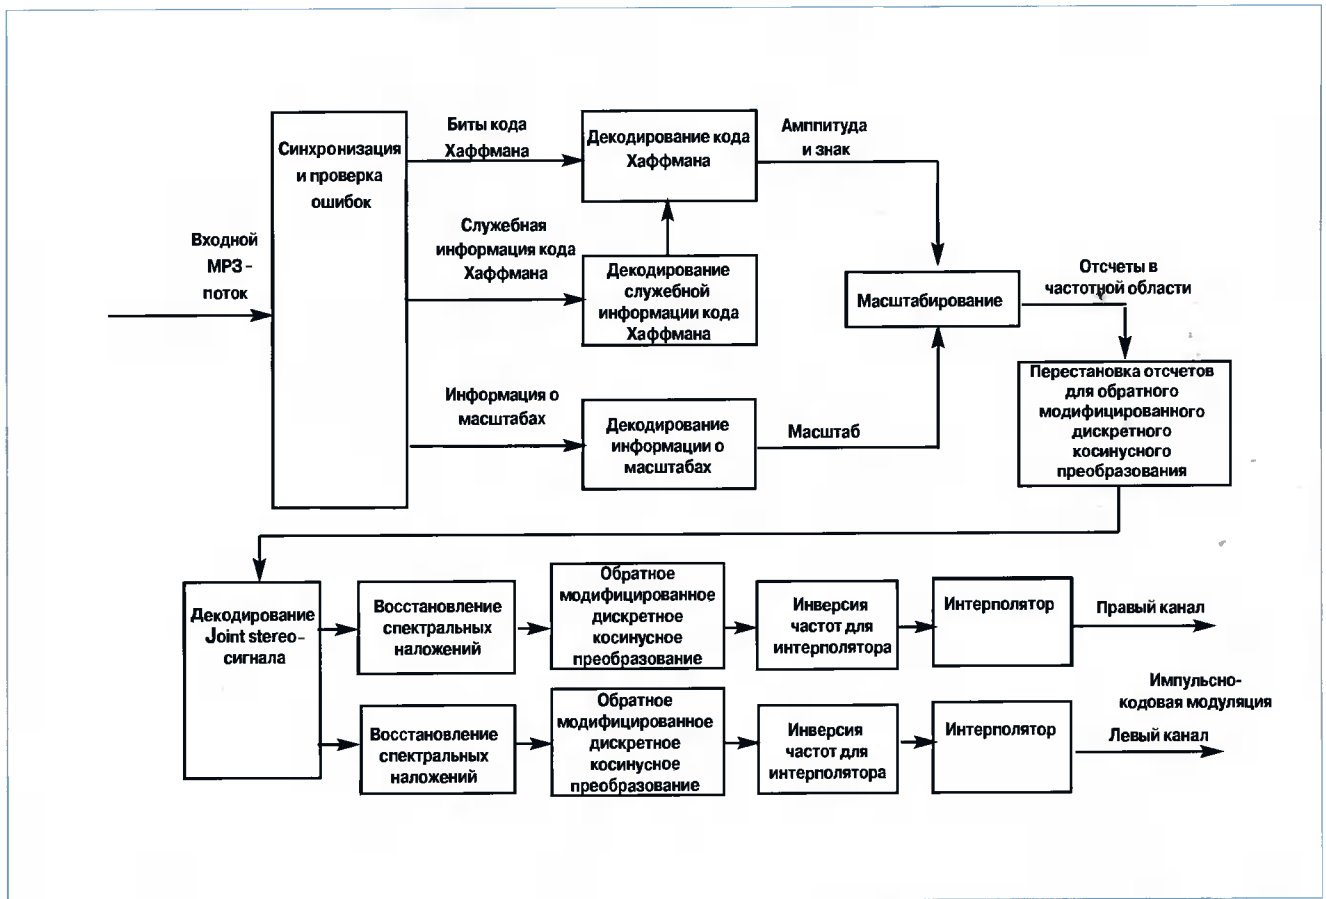 Синхронизация
и проверка
ошибок
Биты кода
Хаффмана
Декодирование кода
Хаффмана
Амппитуда
и знак
Входной
МРЗ -
поток
Служебная
информация кода
Хаффмана
Декодирование
служебной
информации кода
Хаффмана
Масштабирование
Отсчеты в
частотной области
Информация о
масштабах
Декодирование
информации о
масштабах
Масштаб
Перестановка отсчетов
для обратного
модифицированного
дискретного
косинусного
преобразования
Декодирование
Joint stereo-
сигнала
Восстановление
спектральных
наложений
Обратное
модифицированное
дискретное
косинусное
преобразование
Инверсия
частот для
интерполятора
Интерполятор
Правый канал
Импульсно-
кодовая модуляция
Восстановление
спектральных
наложений
Обратное
модифицированное
дискретное
косинусное
преобразование
Инверсия
частот для
интерполятора
Интерполятор
Левый канал